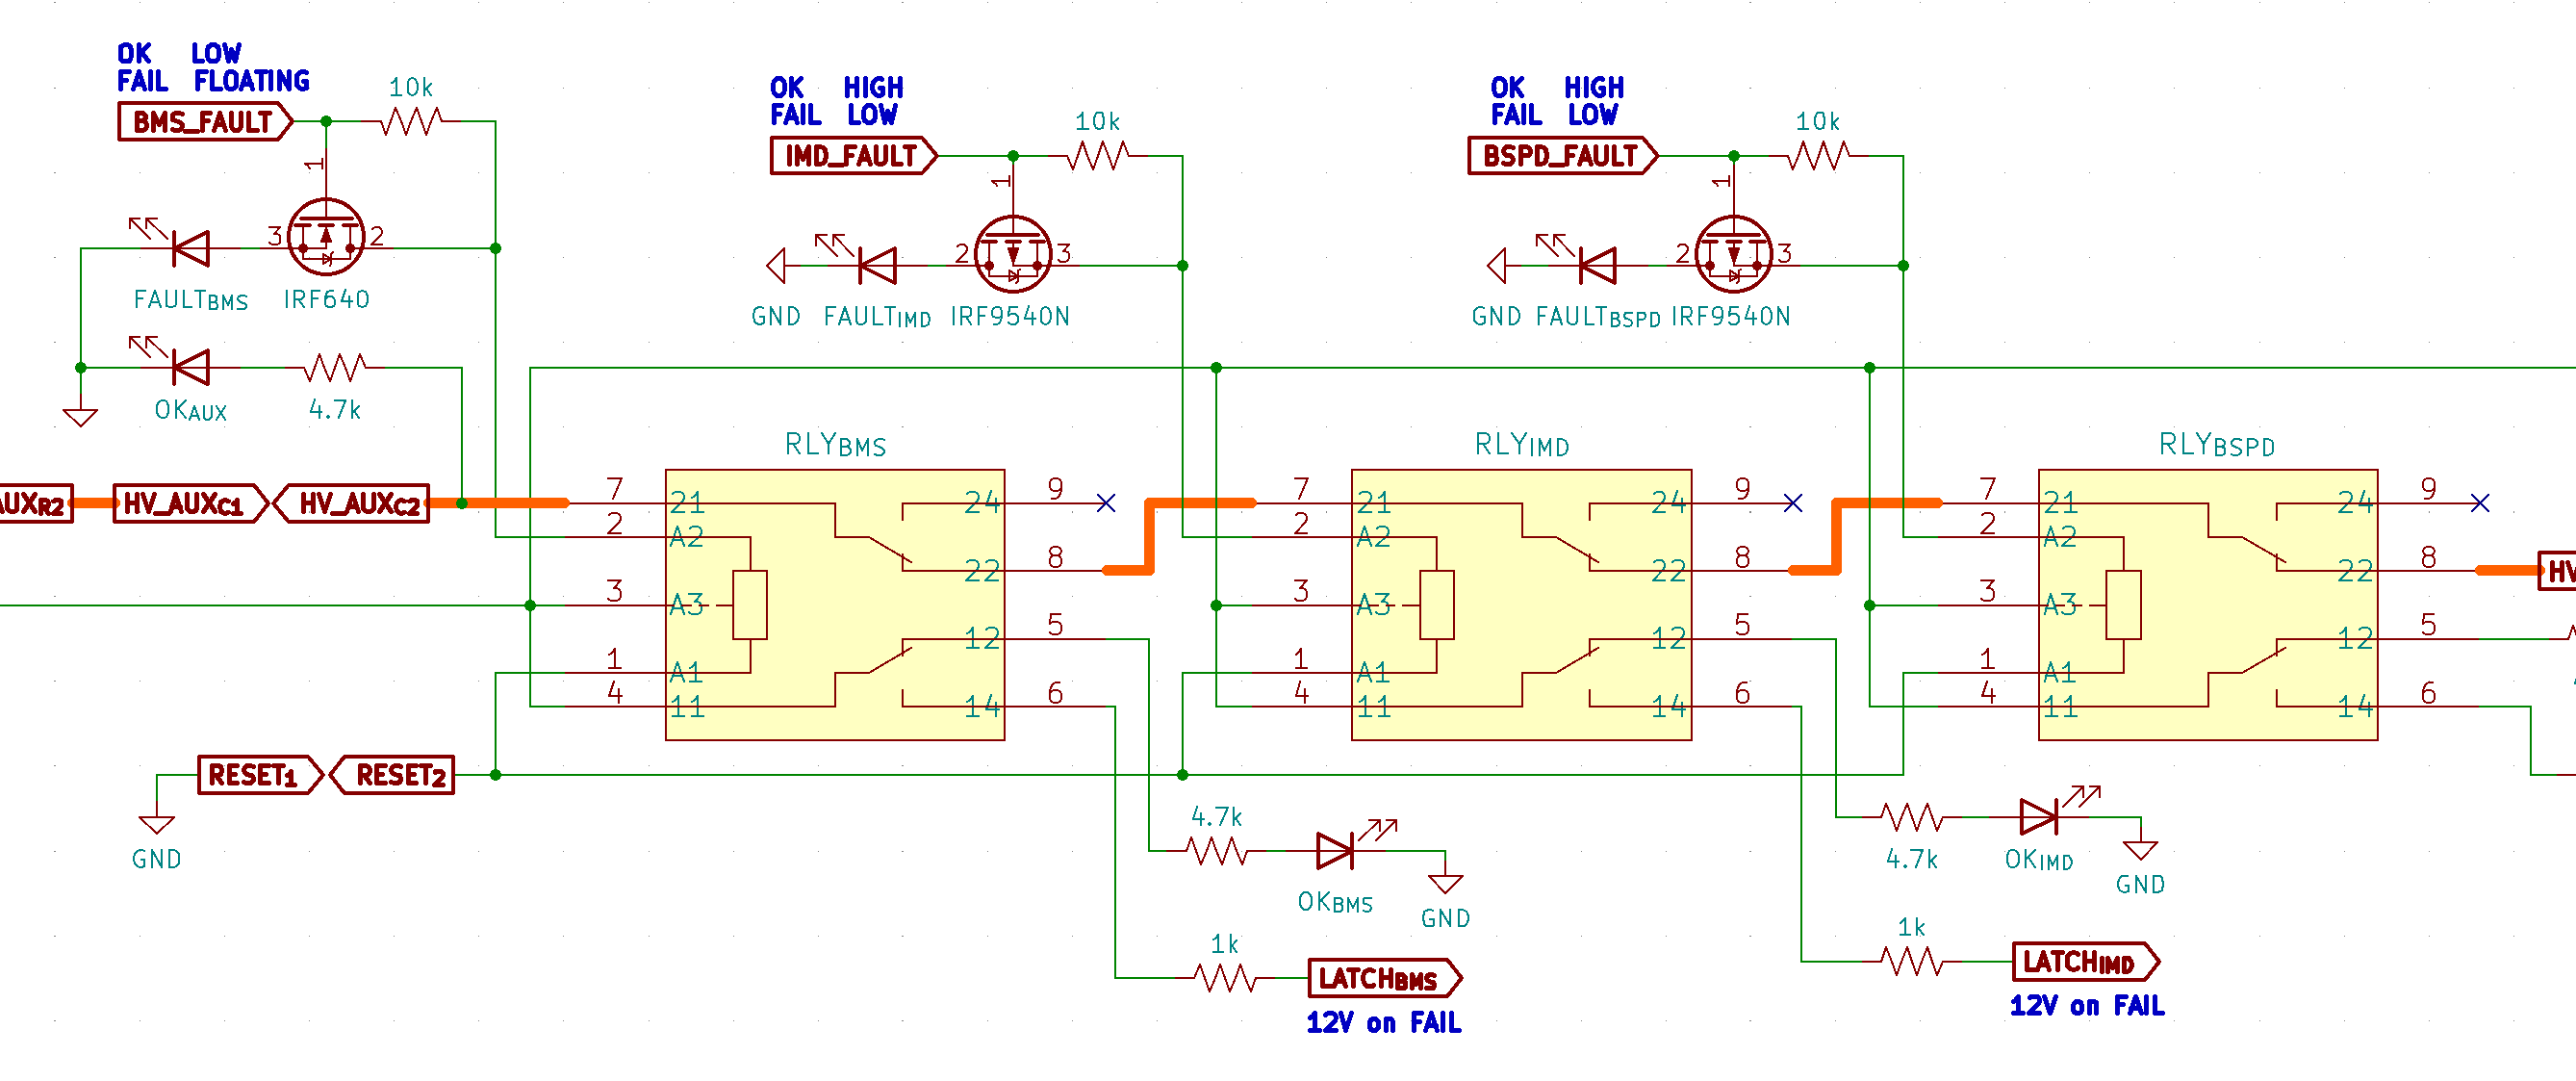 OK LOW
FAIL FLOATING
BMS_FAULT
10k
1
3
2
FAULTBMS
IRF640
OKAUX
4.7k
OK HIGH
FAIL LOW
IMD_FAULT
10k
1
2
3
GND
FAULTIMD
IRF9540N
OK HIGH
FAIL LOW
BSPD_FAULT
10k
1
2
3
GND
FAULTBSPD
IRF9540N
AUXR2
HV_AUXC1
HV_AUXC2
RLYBMS
7
21
24
9
2
A2
22
8
3
A3
12
5
1
A1
4
11
14
6
RLYIMD
7
21
24
9
2
A2
22
8
3
A3
12
5
1
A1
4
11
14
6
RLYBSPD
7
21
24
9
2
A2
22
8
3
A3
12
5
1
A1
4
11
14
6
HV
RESET1
RESET2
GND
4.7k
OKBMS
GND
1k
LATCHBMS
12V on FAIL
4.7k
OKIMD
GND
1k
LATCHIMD
12V on FAIL